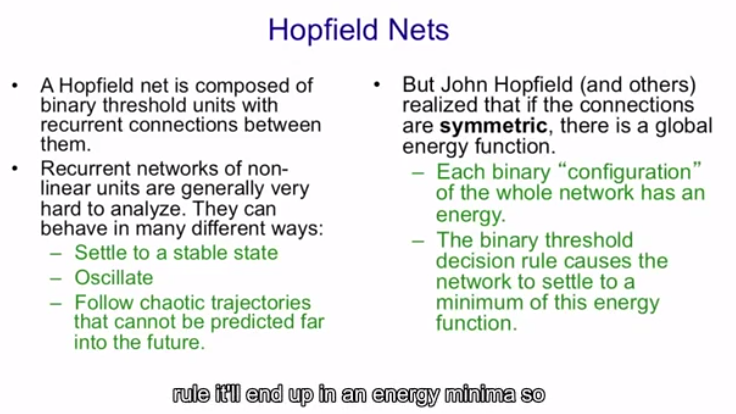 Hopfield Nets
• A Hopfield net is composed of
binary threshold units with
recurrent connections between
them.
• Recurrent networks of non-
linear units are generally very
hard to analyze. They can
behave in many different ways:
– Settle to a stable state
– Oscillate
– Follow chaotic trajectories
that cannot be predicted far
into the future.
• But John Hopfield (and others)
realized that if the connections
are symmetric, there is a global
energy function.
– Each binary “configuration”
of the whole network has an
energy.
– The binary threshold
decision rule causes the
network to settle to a
minimum of this energy
function.
rule it'll end up in an energy minima so